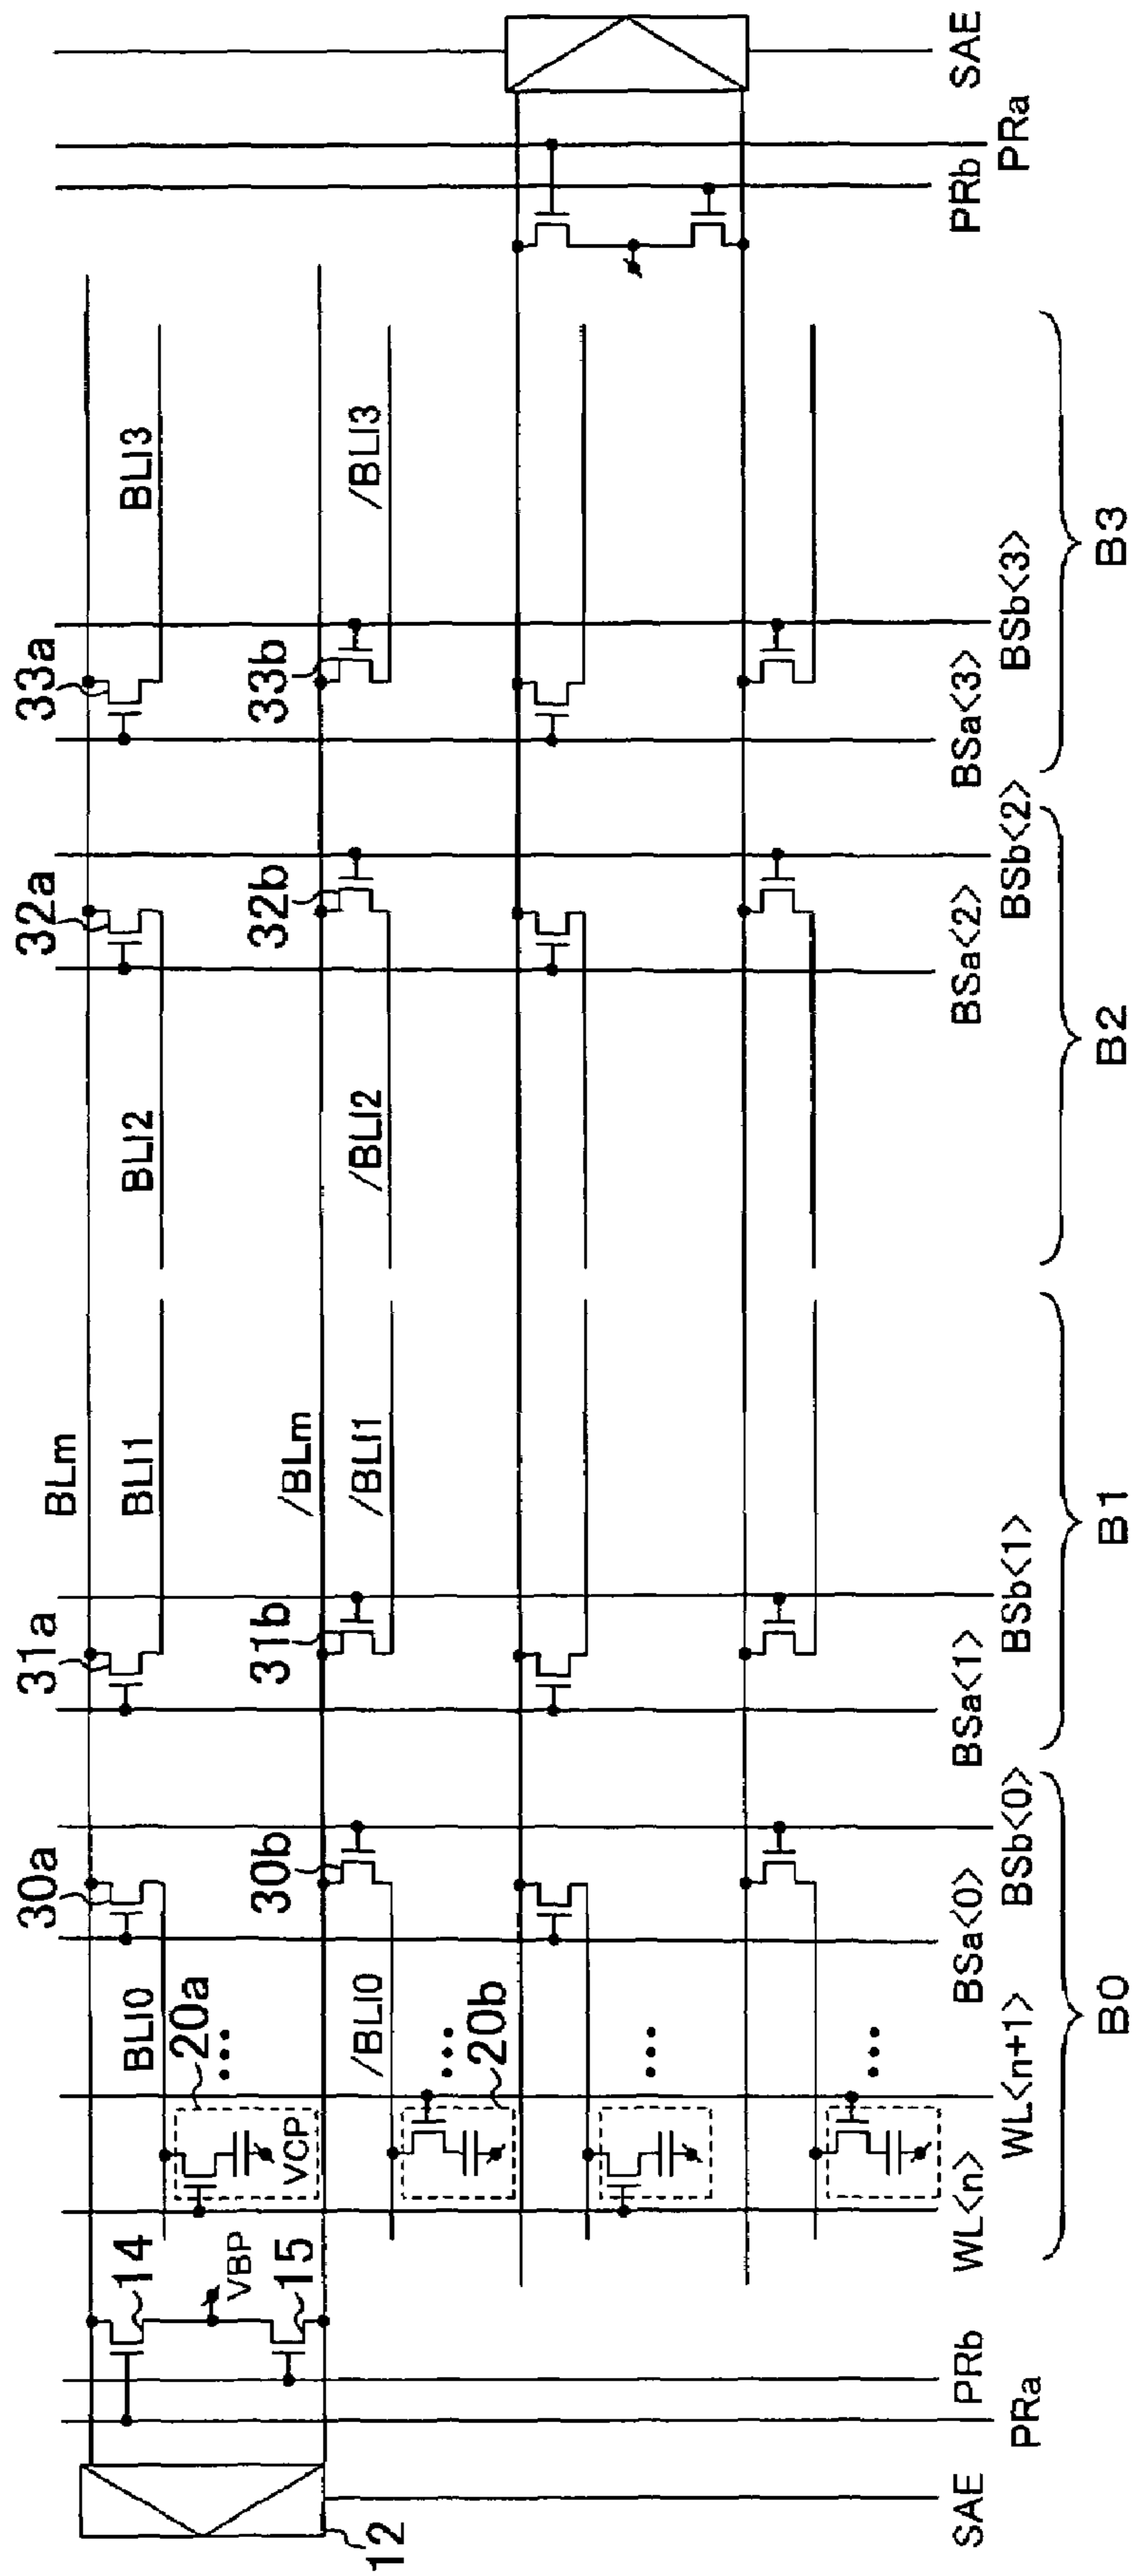 33a
32a
31a
30a
BLm
BLI3
BLI2
BLI1
BLI0
20a
VCP
14
VBP
15
12
33b
32b
31b
30b
/BLm
/BLI3
/BLI2
/BLI1
/BLI0
20b
SAE
PRb
PRa
WL<n>
WL<n+1>
BSa<0>
BSb<0>
BSa<1>
BSb<1>
BSa<2>
BSb<2>
BSa<3>
BSb<3>
PRb
PRa
SAE
B0
B1
B2
B3